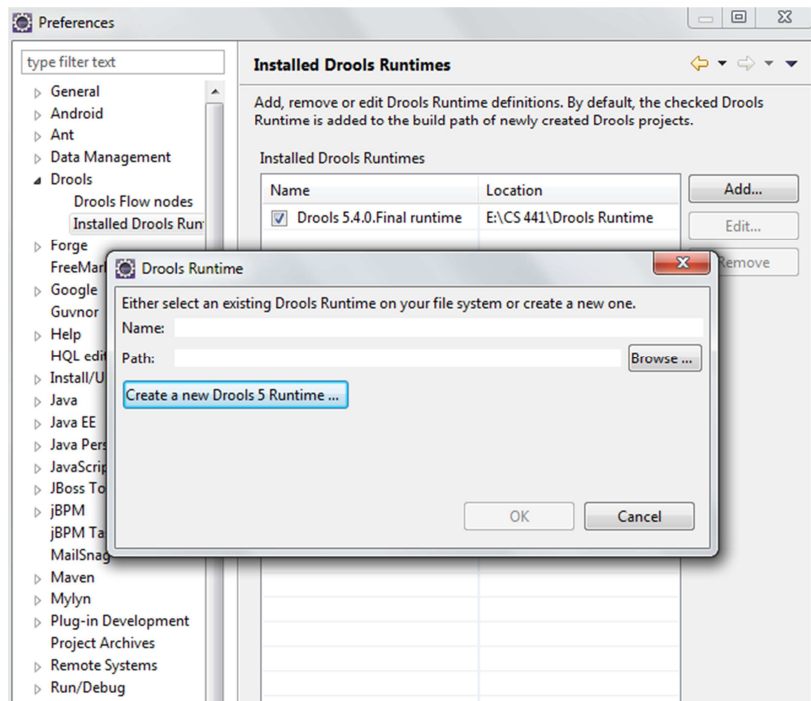 Preferences
type filter text
General
Android
Ant
Data Management
Drools
Drools Flow nodes
Installed Drools Run
Forge
FreeMar
Google
Guvnor
Help
HQL edit
Install/U
Java
Java EE
Java Pers
JavaScrip
JBoss To
jBPM
jBPM Ta
MailSnag
Maven
Mylyn
Plug-in Development
Project Archives
Remote Systems
Run/Debug
Installed Drools Runtimes
Add, remove or edit Drools Runtime definitions. By default, the checked Drools
Runtime is added to the build path of newly created Drools projects.
Installed Drools Runtimes
Name Location
Drools 5.4.0.Final runtime E:\CS 441\Drools Runtime
Add...
Edit...
Remove
Drools Runtime
Either select an existing Drools Runtime on your file system or create a new one.
Name:
Path:
Browse ...
Create a new Drools 5 Runtime ...
OK
Cancel